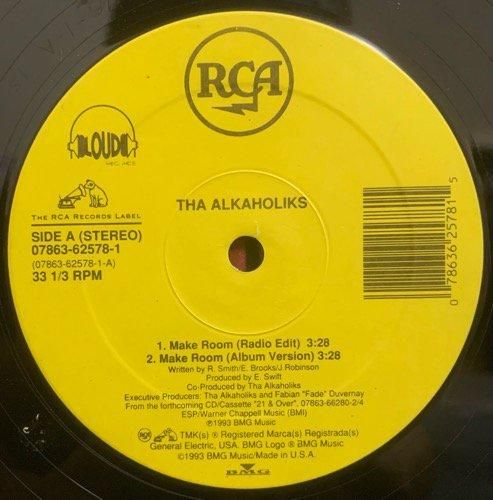 RCA
LOUD
THA ALKAHOLIKS
THE RCA RECORDS LABEL
SIDE A (STEREO)
07863-62578-1
(07863-62578-1-A)
33 1/3 RPM
0 78636 25781 5
1. Make Room (Radio Edit) 3:28
2. Make Room (Album Version) 3:28
Written by R. Smith/E. Brooks/J. Robinson
Produced by E. Swift
Co-Produced by Tha Alkaholiks
Executive Producers: Tha Alkaholiks and Fabian "Fade" Duvernay
From the forthcoming CD/Cassette "21 & Over". 07863-66280-2/4
ESP/Warner Chappell Music (BMI)
℗1993 BMG Music
RCA TMK(s) ® Registered Marca(s) Registrada(s)
General Electric, USA. BMG Logo ® BMG Music
©1993 BMG Music/Made in U.S.A.
BMG